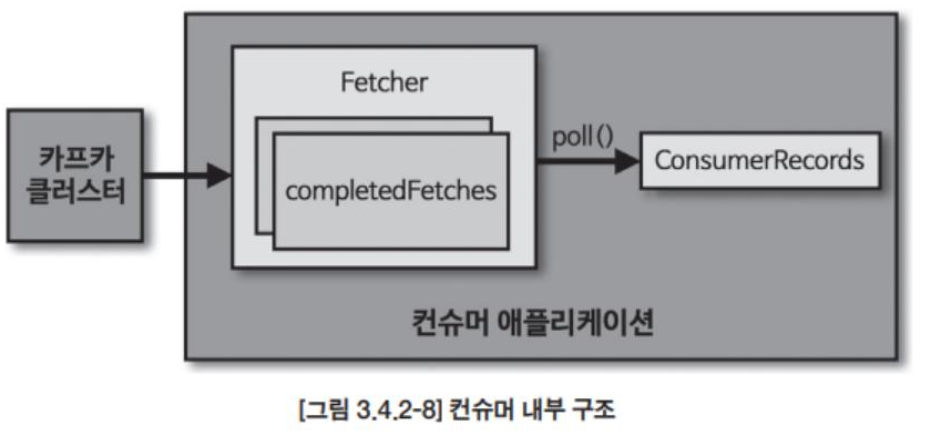 Fetcher
카프카
클러스터
completedFetches
poll()
ConsumerRecords
컨슈머 애플리케이션
[그림 3.4.2-8] 컨슈머 내부 구조